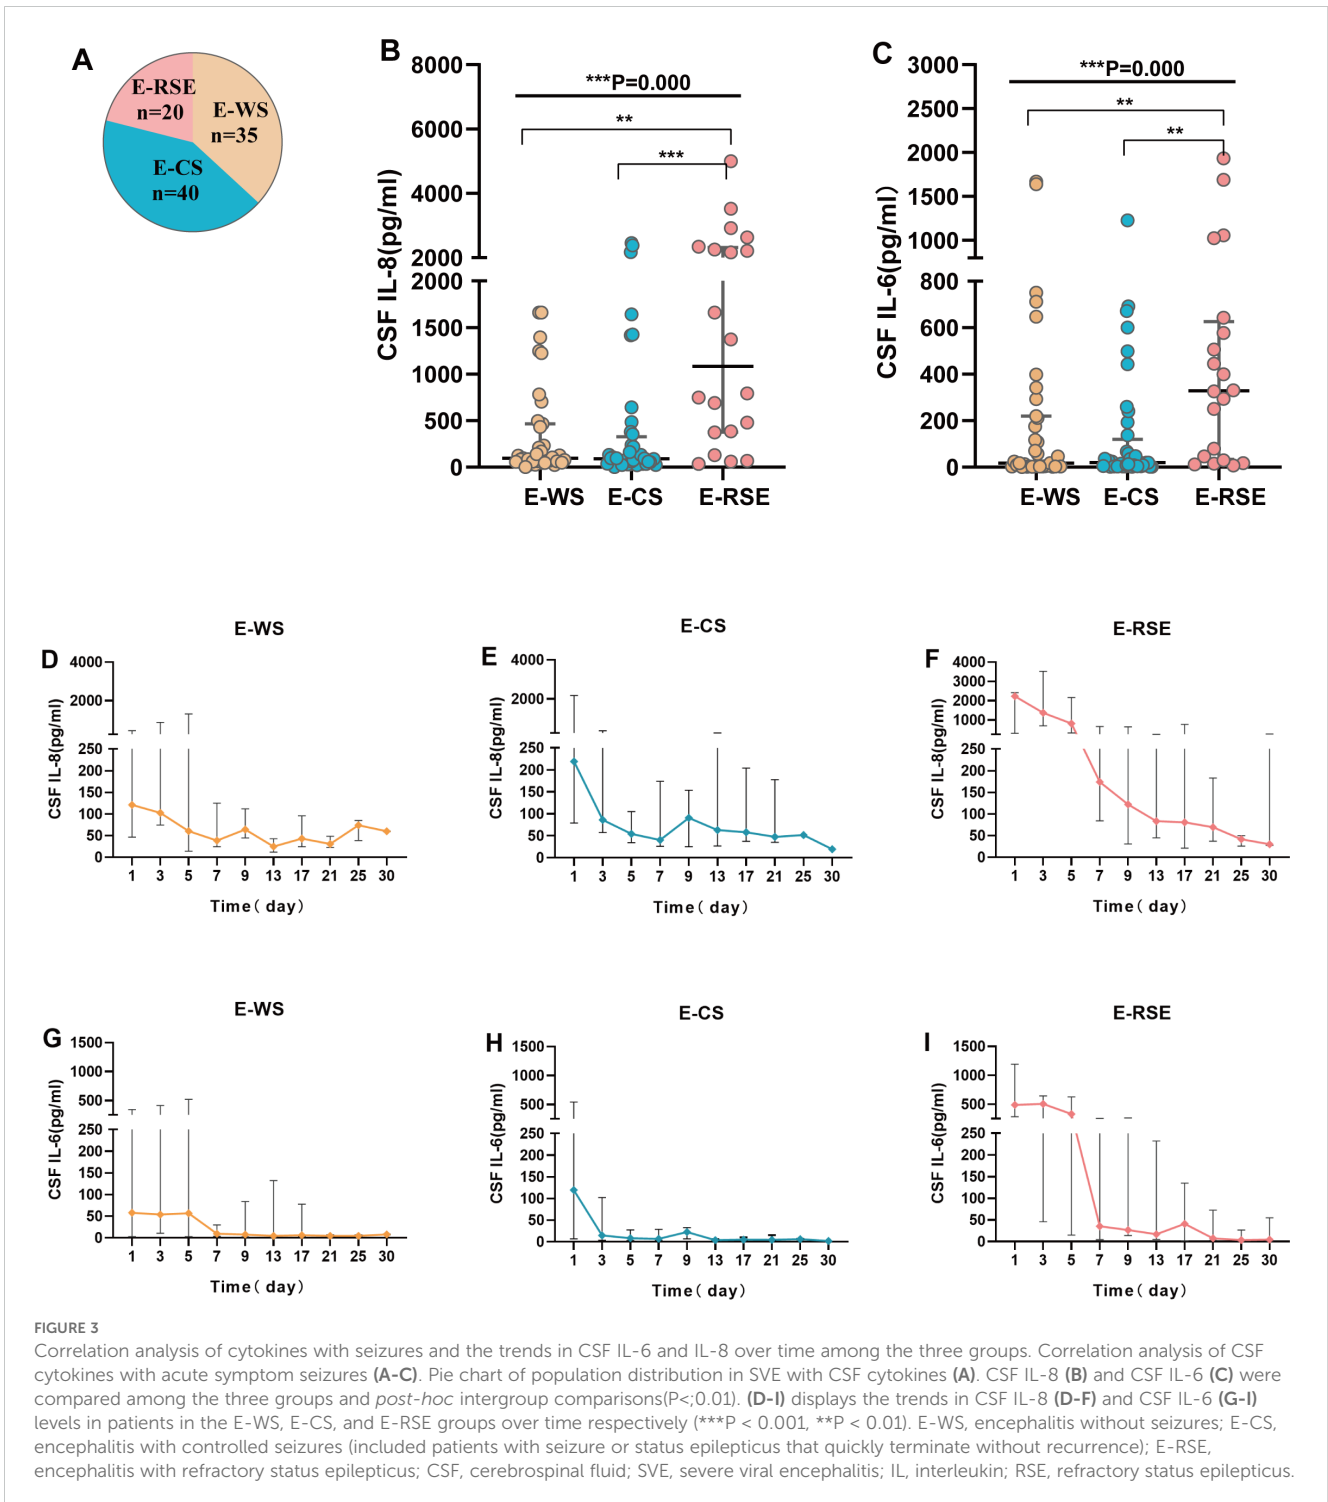 A
E-RSE
n=20
E-WS
n=35
E-CS
n=40
B
CSF IL-8(pg/ml)
8000
6000
4000
2000
2000
1500
1000
500
0
***P=0.000
**
***
E-WS E-CS E-RSE
C
CSF IL-6(pg/ml)
3000
2500
2000
1500
1000
800
600
400
200
0
***P=0.000
**
**
E-WS E-CS E-RSE
D
E-WS
CSF IL-8(pg/ml)
4000
2000
250
200
150
100
50
0
1 3 5 7 9 13 17 21 25 30
Time( day)
E
E-CS
CSF IL-8(pg/ml)
4000
2000
250
200
150
100
50
0
1 3 5 7 9 13 17 21 25 30
Time( day)
F
E-RSE
CSF IL-8(pg/ml)
4000
3000
2000
1000
250
200
150
100
50
0
1 3 5 7 9 13 17 21 25 30
Time( day)
G
E-WS
CSF IL-6(pg/ml)
1500
1000
500
250
200
150
100
50
0
1 3 5 7 9 13 17 21 25 30
Time( day)
H
E-CS
CSF IL-6(pg/ml)
1500
1000
500
250
200
150
100
50
0
1 3 5 7 9 13 17 21 25 30
Time( day)
I
E-RSE
CSF IL-6(pg/ml)
1500
1000
500
250
200
150
100
50
0
1 3 5 7 9 13 17 21 25 30
Time( day)
FIGURE 3
Correlation analysis of cytokines with seizures and the trends in CSF IL-6 and IL-8 over time among the three groups. Correlation analysis of CSF
cytokines with acute symptom seizures (A-C). Pie chart of population distribution in SVE with CSF cytokines (A). CSF IL-8 (B) and CSF IL-6 (C) were
compared among the three groups and post-hoc intergroup comparisons(P<;0.01). (D-I) displays the trends in CSF IL-8 (D-F) and CSF IL-6 (G-I)
levels in patients in the E-WS, E-CS, and E-RSE groups over time respectively (***P < 0.001, **P < 0.01). E-WS, encephalitis without seizures; E-CS,
encephalitis with controlled seizures (included patients with seizure or status epilepticus that quickly terminate without recurrence); E-RSE,
encephalitis with refractory status epilepticus; CSF, cerebrospinal fluid; SVE, severe viral encephalitis; IL, interleukin; RSE, refractory status epilepticus.